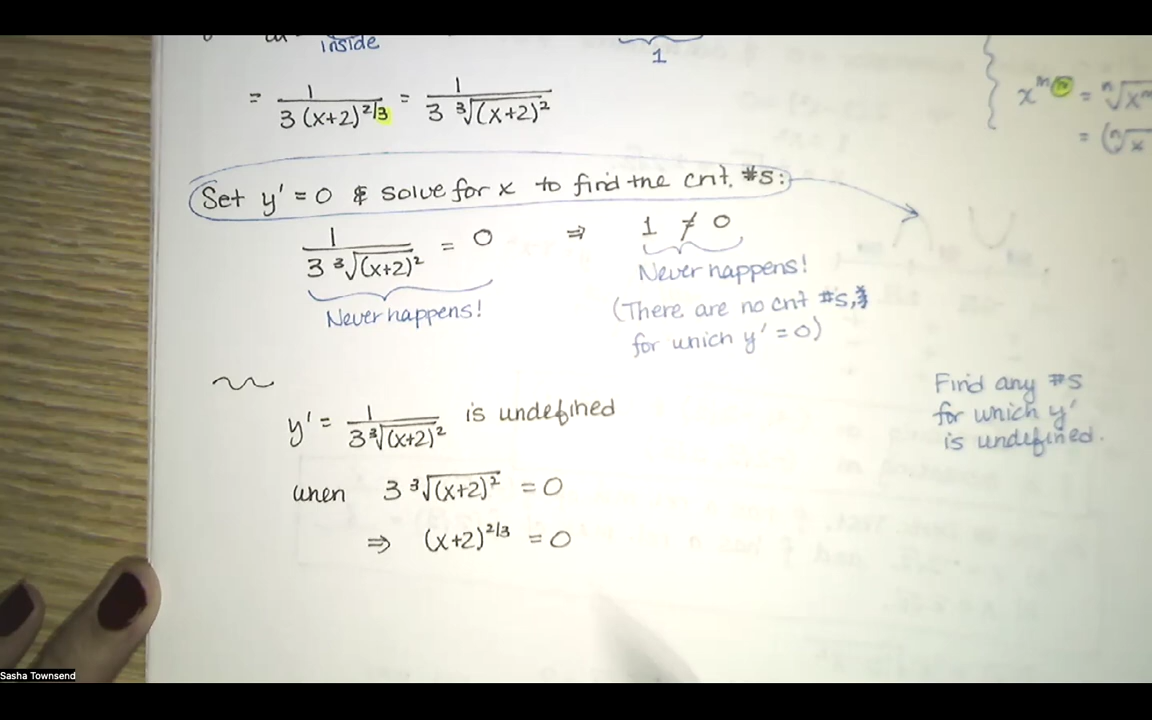 inside
1
= 1 / 3 (x+2)^2/3 = 1 / 3 ∛(x+2)²
x^m/n = ⁿ√x^m
= (ⁿ√x
Set y' = 0 & solve for x to find the crit. #s:
1 / 3 ∛(x+2)² = 0 ⇒ 1 ≠ 0
Never happens!
Never happens!
(There are no crit #s,
for which y' = 0)
Find any #s
for which y'
is undefined.
y' = 1 / 3 ∛(x+2)² is undefined
when 3 ∛(x+2)² = 0
⇒ (x+2)^2/3 = 0
Sasha Townsend